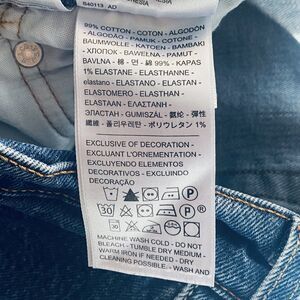 840113 AD
99% COTTON - COTON - ALGODÓN
- ALGODÃO - PAMUK - COTONE -
BAUMWOLLE - KATOEN - BAMBAKI
- ХЛОПОК - BAWEŁNA - PAMUT -
BAVLNA - 棉 - 면 - 綿 99% - KAPAS
1% ELASTANE - ELASTHANNE -
elastano - ELASTANO - ELASTAN -
ELASTOMERO - ELASTHAN -
ELASTAAN - ΕΛΑΣΤΑΝΗ -
ЭЛАСТАН - GUMISZÁL - 氨纶 - 彈性
纖維 - 폴리우레탄 - ポリウレタン 1%
EXCLUSIVE OF DECORATION -
EXCLUANT L'ORNEMENTATION -
EXCLUYENDO ELEMENTOS
DECORATIVOS - EXCLUINDO
DECORAÇÃO
P
30
30
MACHINE WASH COLD - DO NOT
BLEACH - TUMBLE DRY MEDIUM -
WARM IRON IF NEEDED - DRY
CLEANING POSSIBLE - WASH AND